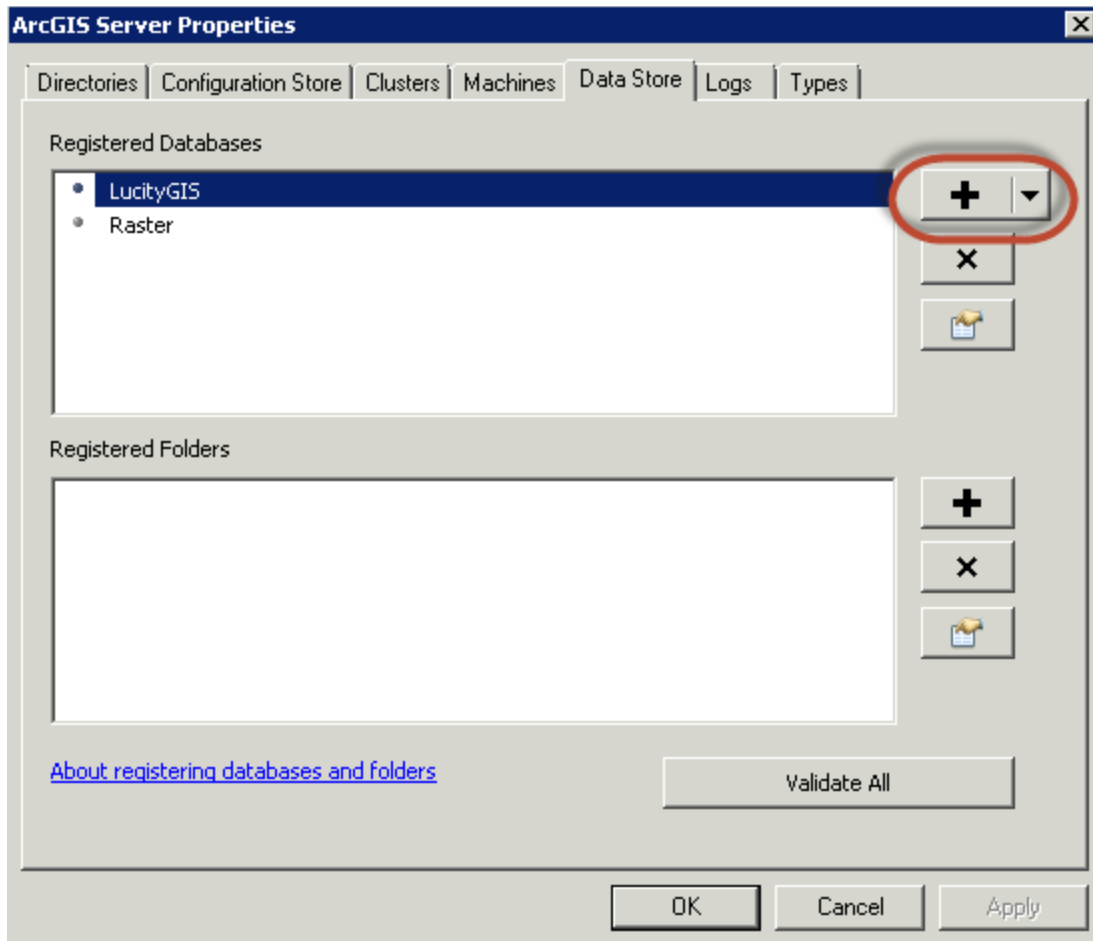 ArcGIS Server Properties
Directories Configuration Store Clusters Machines Data Store Logs Types
Registered Databases
LucityGIS
Raster
Registered Folders
About registering databases and folders
Validate All
OK Cancel Apply